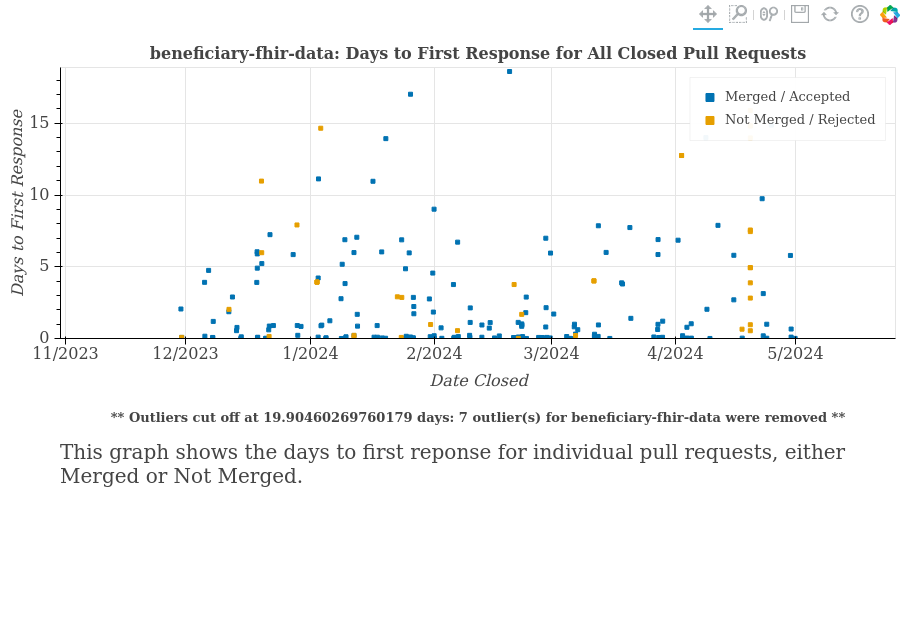 beneficiary-fhir-data: Days to First Response for All Closed Pull Requests
Merged / Accepted
Not Merged / Rejected
Days to First Response
15
10
5
0
11/2023 12/2023 1/2024 2/2024 3/2024 4/2024 5/2024
Date Closed
** Outliers cut off at 19.90460269760179 days: 7 outlier(s) for beneficiary-fhir-data were removed **
This graph shows the days to first reponse for individual pull requests, either
Merged or Not Merged.